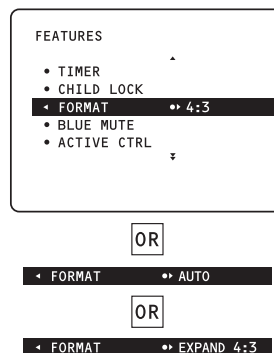 FEATURES
• TIMER
• CHILD LOCK
◂ FORMAT •▸ 4:3
• BLUE MUTE
• ACTIVE CTRL
OR
◂ FORMAT •▸ AUTO
OR
◂ FORMAT •▸ EXPAND 4:3